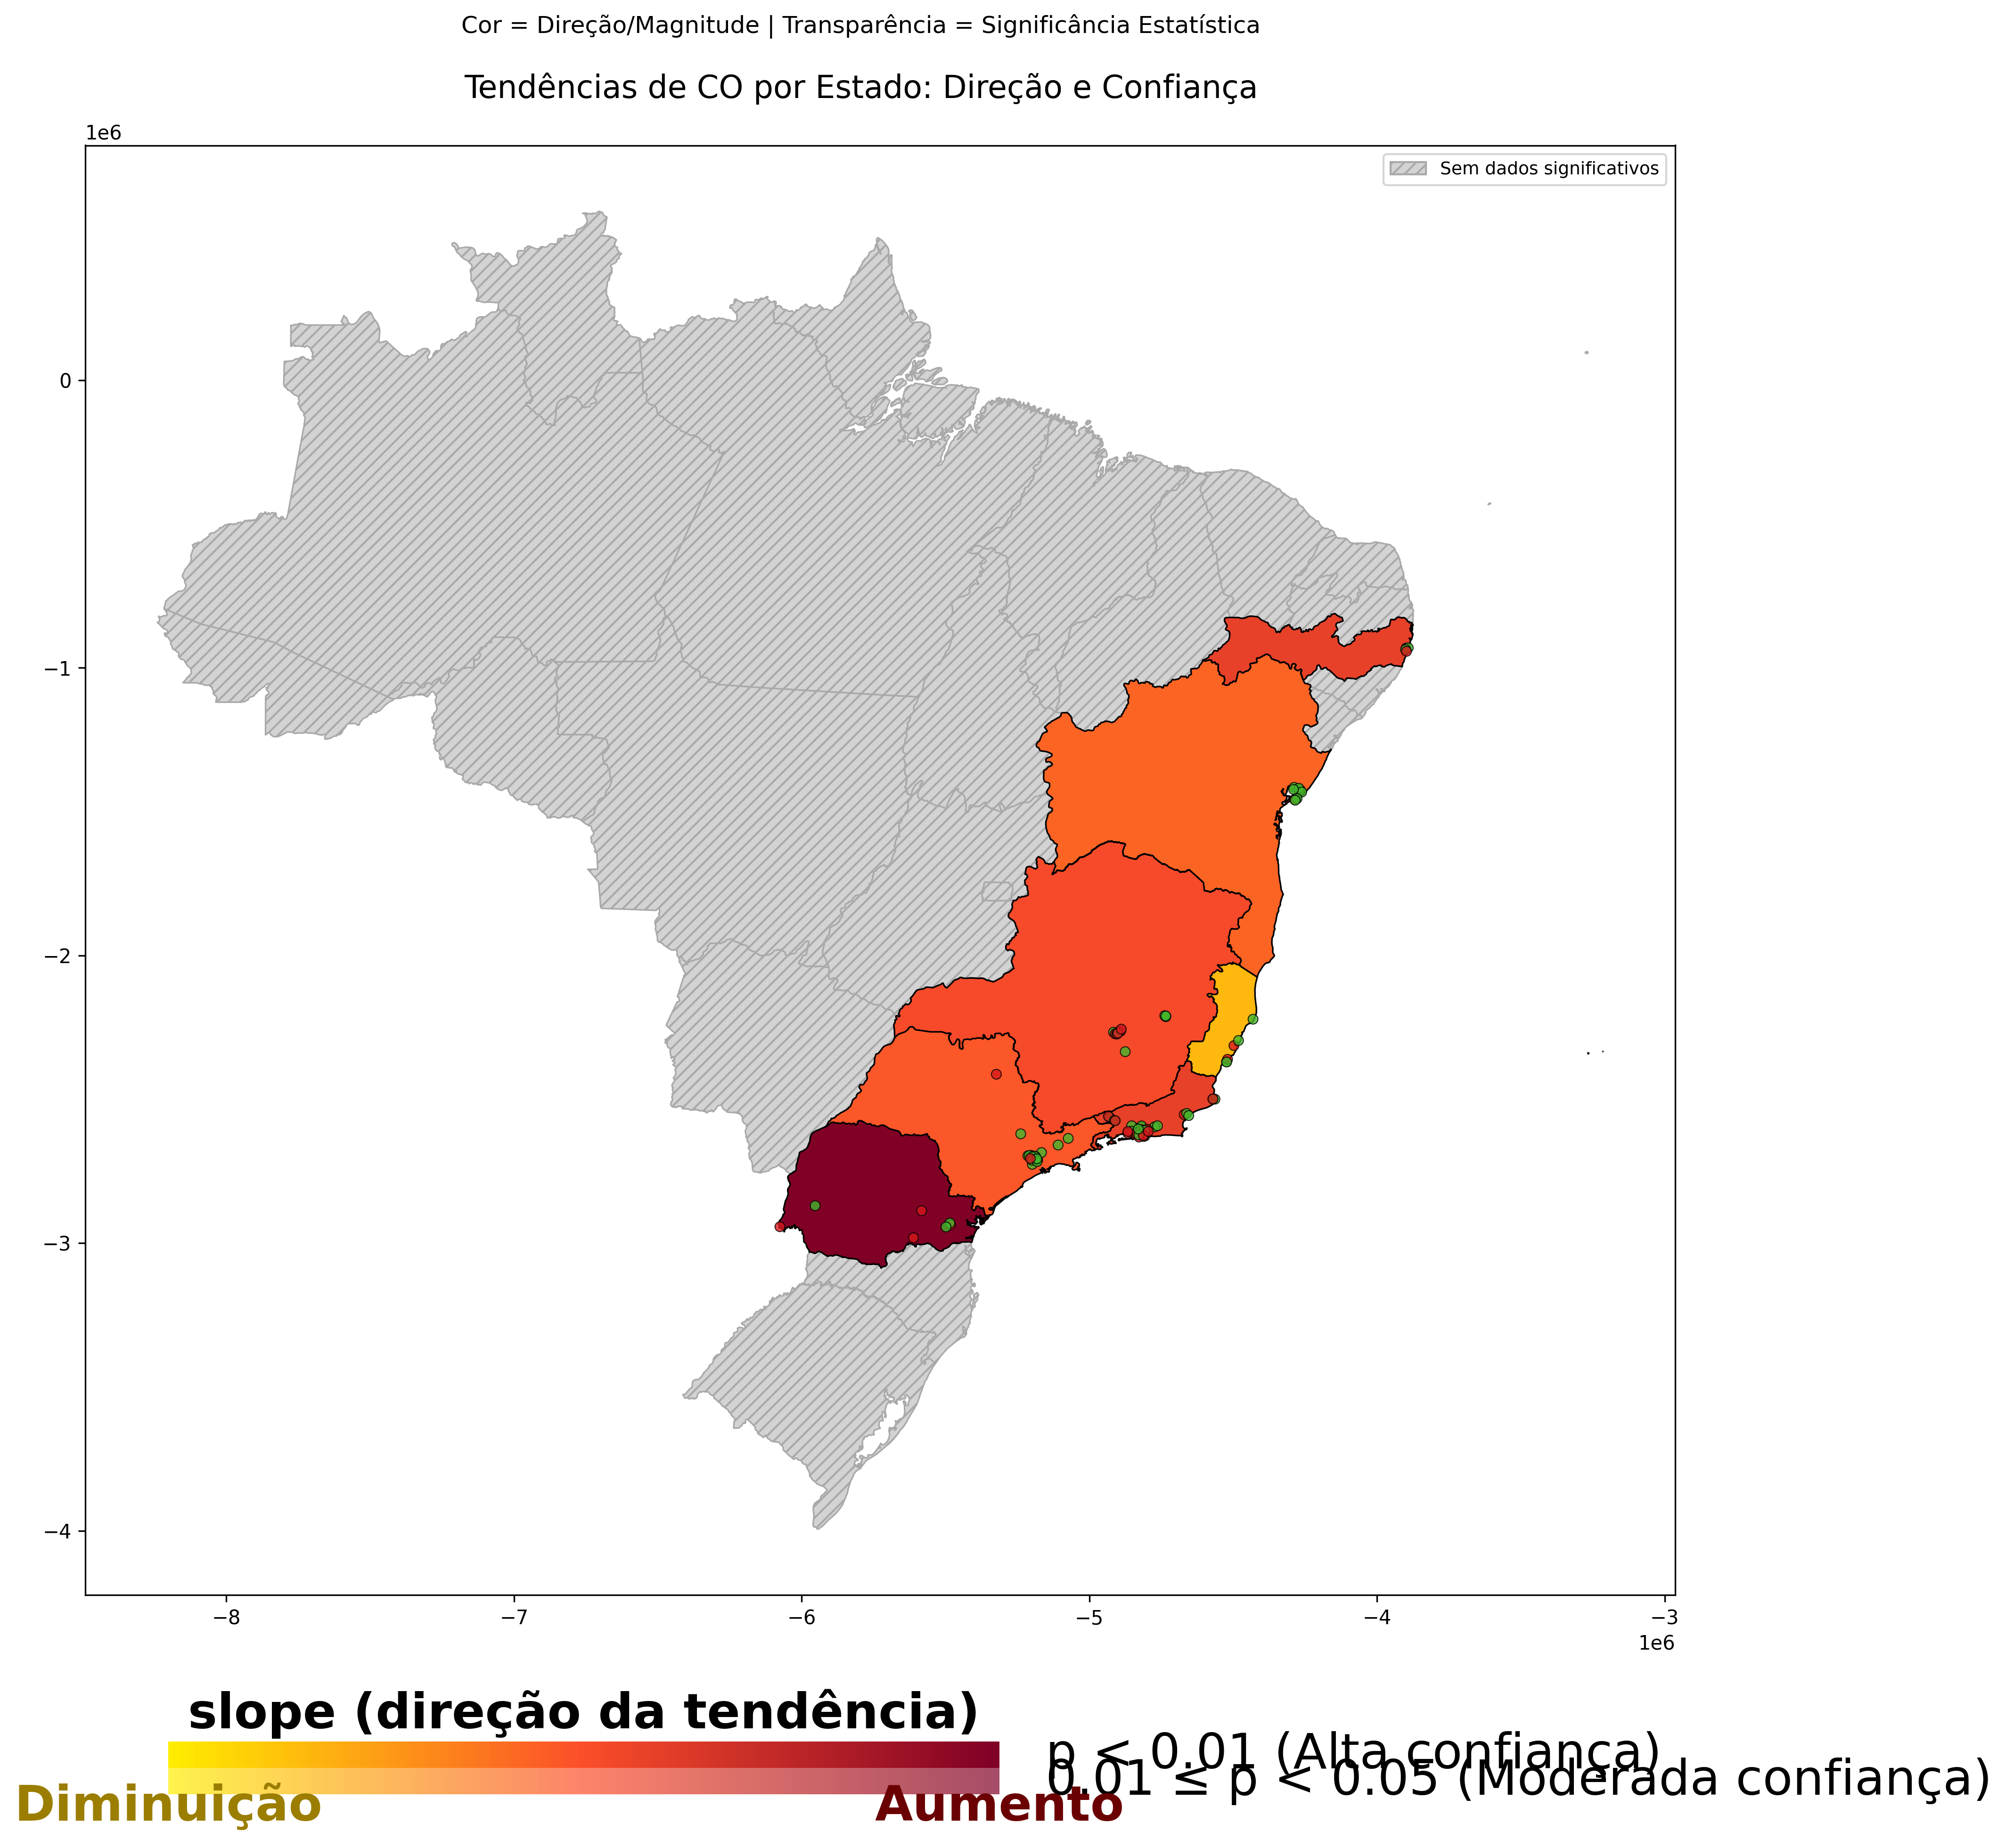 Cor = Direção/Magnitude | Transparência = Significância Estatística
Tendências de CO por Estado: Direção e Confiança
1e6
Sem dados significativos
0
−1
−2
−3
−4
−8
−7
−6
−5
−4
−3
1e6
slope (direção da tendência)
p < 0.01 (Alta confiança)
0.01 ≤ p < 0.05 (Moderada confiança)
Diminuição
Aumento